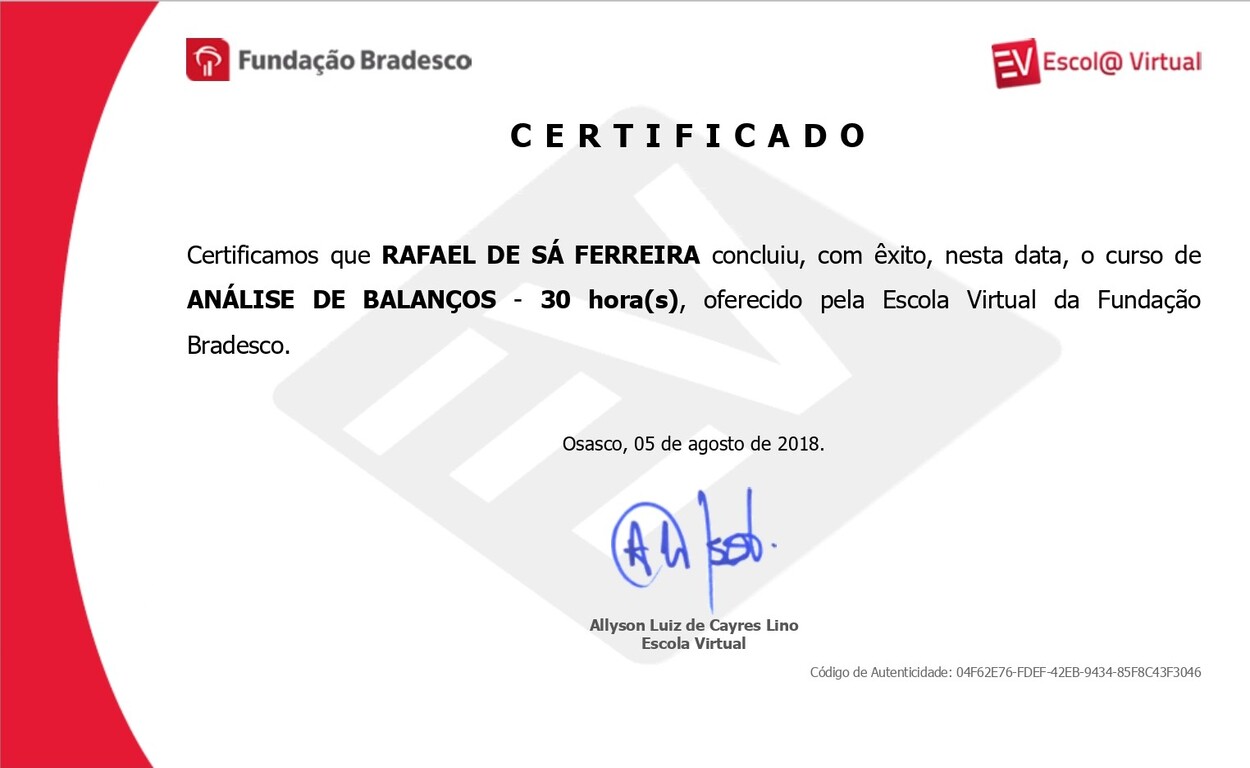 Fundação Bradesco
EV Escol@ Virtual
CERTIFICADO
Certificamos que RAFAEL DE SÁ FERREIRA concluiu, com êxito, nesta data, o curso de
ANÁLISE DE BALANÇOS - 30 hora(s), oferecido pela Escola Virtual da Fundação
Bradesco.
Osasco, 05 de agosto de 2018.
Allyson Luiz de Cayres Lino
Escola Virtual
Código de Autenticidade: 04F62E76-FDEF-42EB-9434-85F8C43F3046